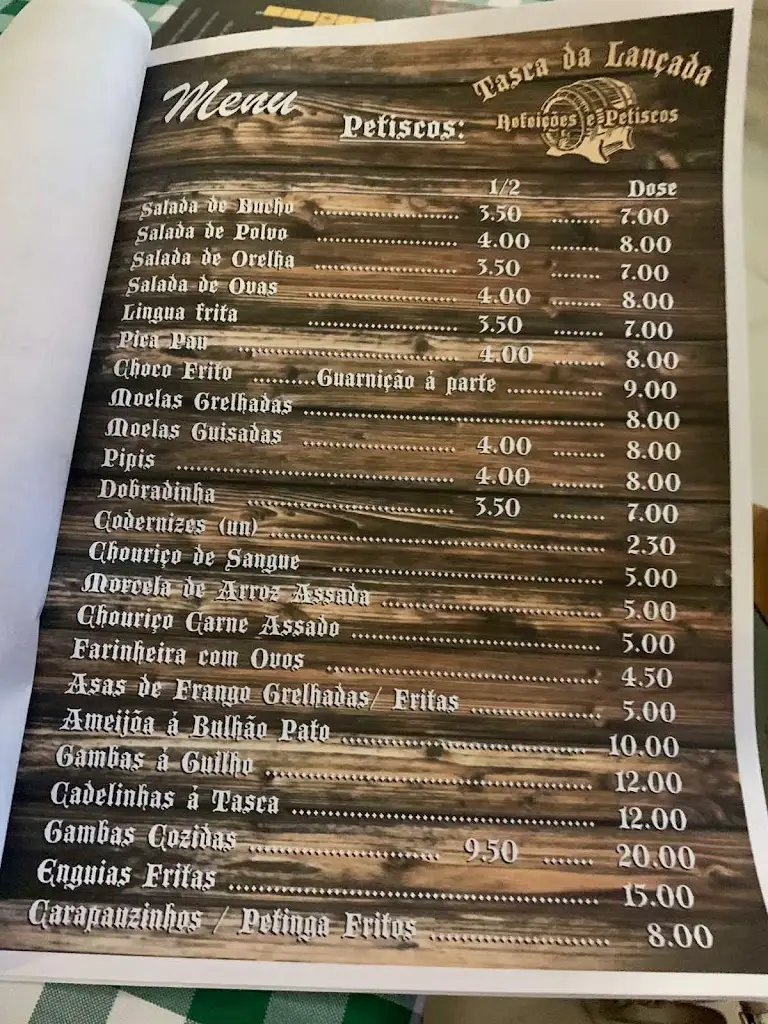 Menu
Tasca da Lançada
Refeições e Petiscos
Petiscos:
1/2 Dose
Salada de Bucho .......... 3.50 ........ 7.00
Salada de Polvo .......... 4.00 ........ 8.00
Salada de Orelha .......... 3.50 ........ 7.00
Salada de Ovas .......... 4.00 ........ 8.00
Lingua frita .......... 3.50 ........ 7.00
Pica Pau .......... 4.00 ........ 8.00
Choco Frito .........Guarnição á parte .......... 9.00
Moelas Grelhadas .......... 8.00
Moelas Guisadas .......... 4.00 ........ 8.00
Pipis .......... 4.00 ........ 8.00
Dobradinha .......... 3.50 ........ 7.00
Codernizes (un) .......... 2.30
Chouriço de Sangue .......... 5.00
Morcela de Arroz Assada .......... 5.00
Chouriço Carne Assado .......... 5.00
Farinheira com Ovos .......... 4.50
Asas de Frango Grelhadas/ Fritas .......... 5.00
Ameijôa á Bulhão Pato .......... 10.00
Gambas á Guilho .......... 12.00
Cadelinhas á Tasca .......... 12.00
Gambas Cozidas .......... 9.50 ....... 20.00
Enguias Fritas .......... 15.00
Carapauzinhos / Petinga Fritos .......... 8.00